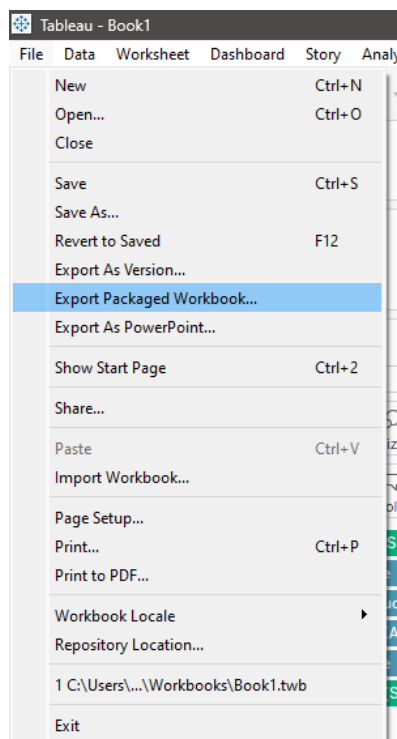 Tableau - Book1
File Data Worksheet Dashboard Story Analy
New Ctrl+N
Open... Ctrl+O
Close
Save Ctrl+S
Save As...
Revert to Saved F12
Export As Version...
Export Packaged Workbook...
Export As PowerPoint...
Show Start Page Ctrl+2
Share...
Paste Ctrl+V
Import Workbook...
Page Setup...
Print... Ctrl+P
Print to PDF...
Workbook Locale
Repository Location...
1 C:\Users\...\Workbooks\Book1.twb
Exit